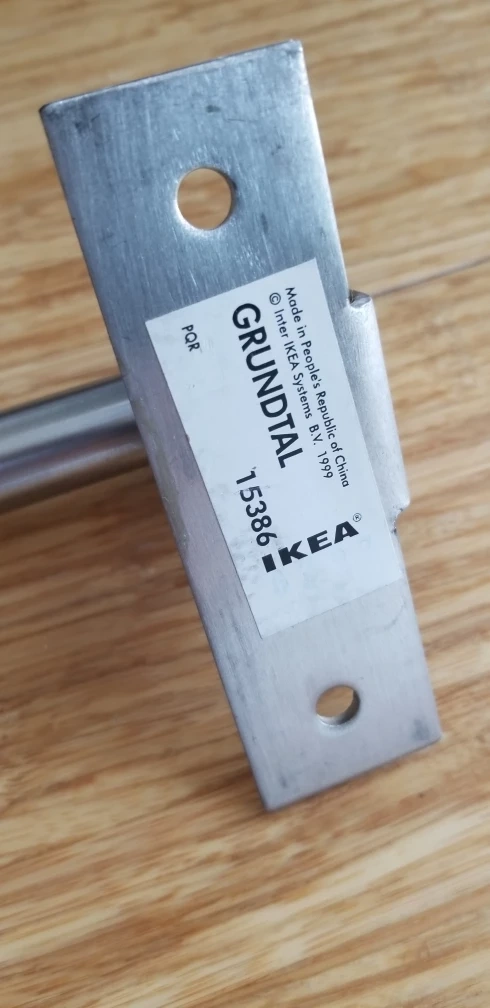 Made in People's Republic of China
© Inter IKEA Systems B.V. 1999
GRUNDTAL 15386
PQR
IKEA®